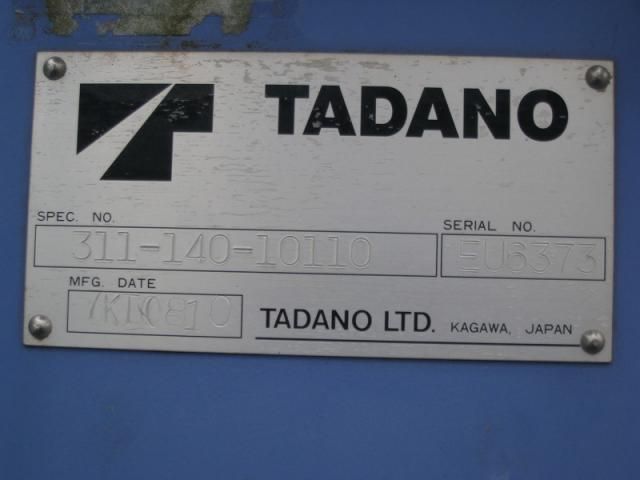 TADANO
SPEC. NO.
311-140-10110
SERIAL NO.
EU6373
MFG. DATE
TADANO LTD. KAGAWA, JAPAN